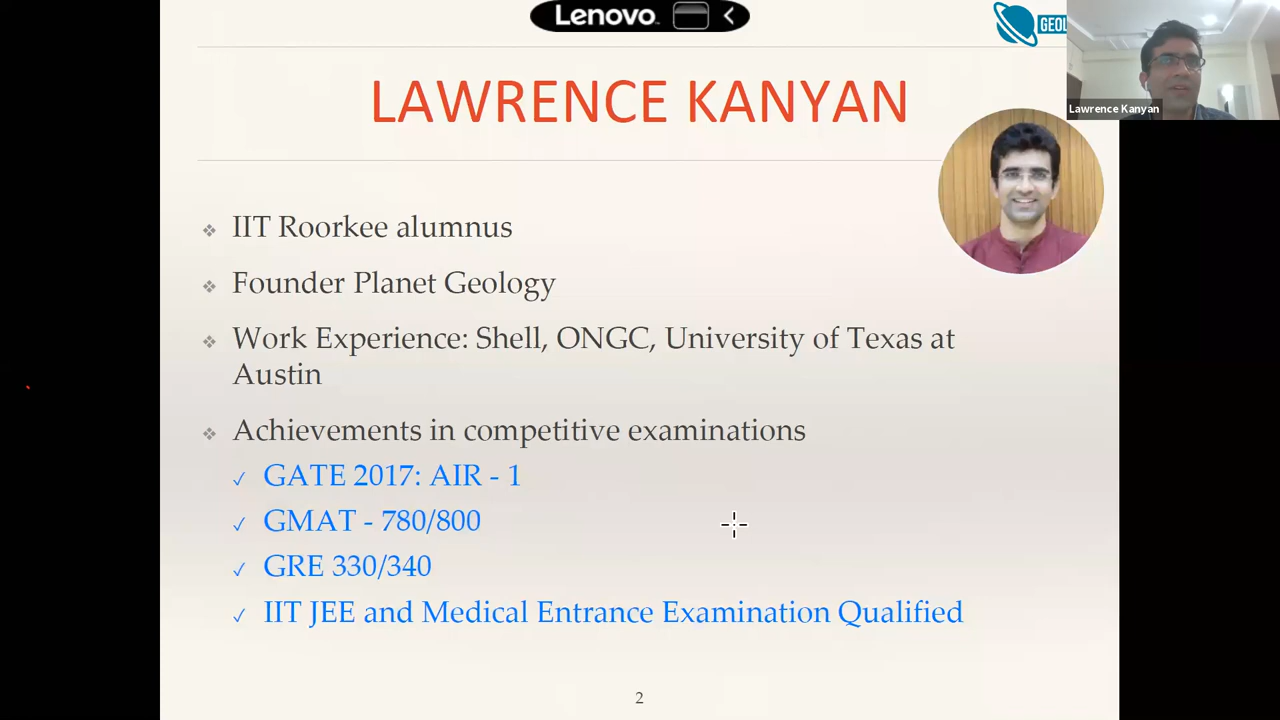 Lenovo
GEOL
LAWRENCE KANYAN
Lawrence Kanyan
IIT Roorkee alumnus
Founder Planet Geology
Work Experience: Shell, ONGC, University of Texas at
Austin
Achievements in competitive examinations
GATE 2017: AIR - 1
GMAT - 780/800
GRE 330/340
IIT JEE and Medical Entrance Examination Qualified
2